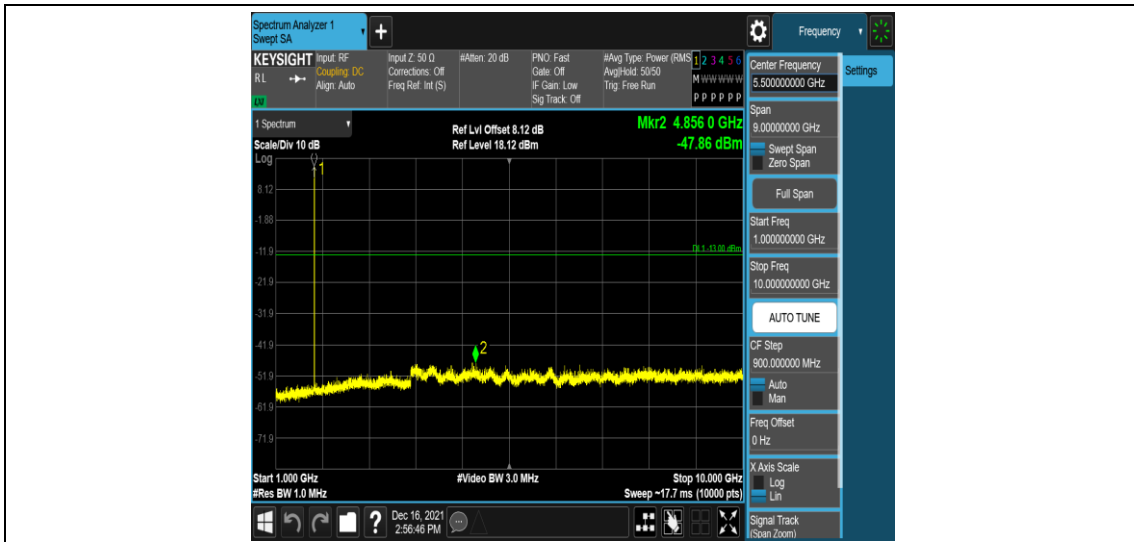 Spectrum Analyzer 1
Swept SA
Frequency
Settings
KEYSIGHT
RL
LXI
Input: RF
Coupling: DC
Align: Auto
Input Z: 50 Ω
Corrections: Off
Freq Ref: Int (S)
#Atten: 20 dB
PNO: Fast
Gate: Off
IF Gain: Low
Sig Track: Off
#Avg Type: Power (RMS
Avg|Hold: 50/50
Trig: Free Run
1 2 3 4 5 6
M W W W W W
P P P P P P
1 Spectrum
Scale/Div 10 dB
Log
Ref Lvl Offset 8.12 dB
Ref Level 18.12 dBm
Mkr2 4.856 0 GHz
-47.86 dBm
1
8.12
-1.88
-11.9
DL1 -13.00 dBm
-21.9
-31.9
-41.9
2
-51.9
-61.9
-71.9
Start 1.000 GHz
#Video BW 3.0 MHz
Stop 10.000 GHz
#Res BW 1.0 MHz
Sweep ~17.7 ms (10000 pts)
Center Frequency
5.500000000 GHz
Span
9.00000000 GHz
Swept Span
Zero Span
Full Span
Start Freq
1.000000000 GHz
Stop Freq
10.000000000 GHz
AUTO TUNE
CF Step
900.000000 MHz
Auto
Man
Freq Offset
0 Hz
X Axis Scale
Log
Lin
Signal Track
(Span Zoom)
?
Dec 16, 2021
2:56:46 PM